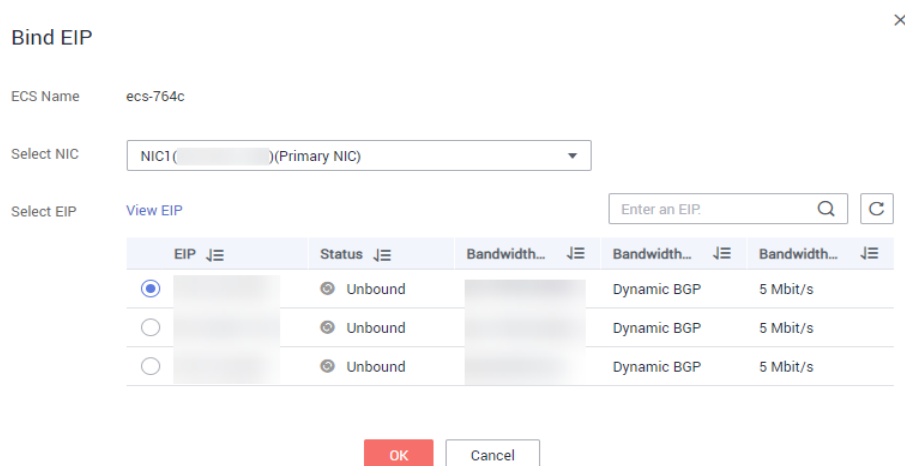 Bind EIP
ECS Name ecs-764c
Select NIC NIC1( )(Primary NIC)
Select EIP View EIP Enter an EIP.
EIP Status Bandwidth... Bandwidth... Bandwidth...
Unbound Dynamic BGP 5 Mbit/s
Unbound Dynamic BGP 5 Mbit/s
Unbound Dynamic BGP 5 Mbit/s
OK Cancel